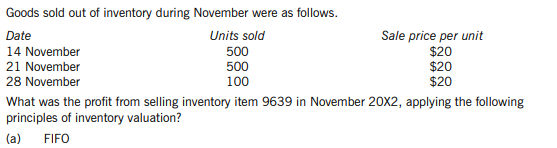 Goods sold out of inventory during November were as follows.
Date Units sold Sale price per unit
14 November 500 $20
21 November 500 $20
28 November 100 $20
What was the profit from selling inventory item 9639 in November 20X2, applying the following
principles of inventory valuation?
(a) FIFO